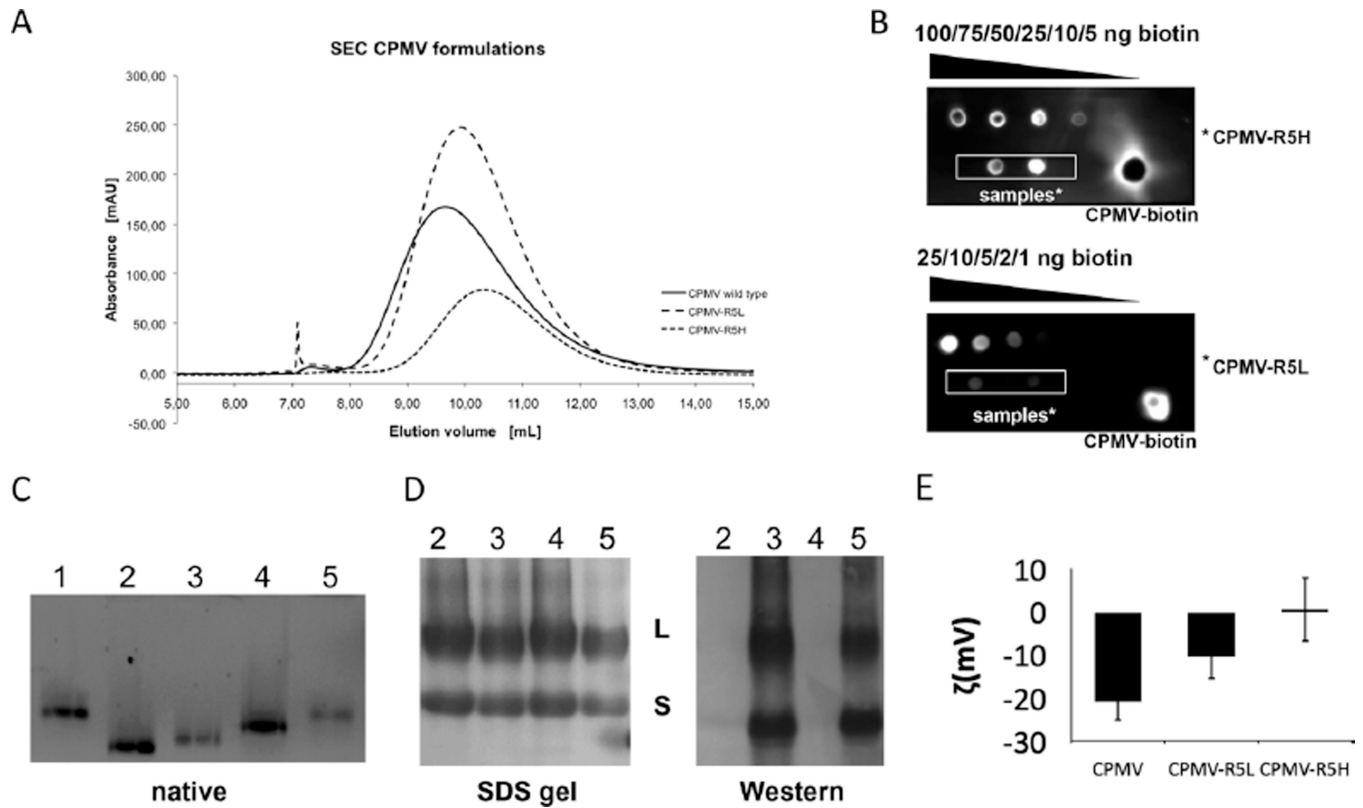 A
SEC CPMV formulations
300,00
250,00
200,00
150,00
100,00
50,00
0,00
-50,00
Absorbance [mAU]
5,00 6,00 7,00 8,00 9,00 10,00 11,00 12,00 13,00 14,00 15,00
Elution volume [mL]
CPMV wild type
CPMV-R5L
CPMV-R5H
B
100/75/50/25/10/5 ng biotin
* CPMV-R5H
samples*
CPMV-biotin
25/10/5/2/1 ng biotin
* CPMV-R5L
samples*
CPMV-biotin
C
1 2 3 4 5
native
D
2 3 4 5
L
S
SDS gel
2 3 4 5
Western
E
ζ(mV)
10
0
-10
-20
-30
CPMV CPMV-R5L CPMV-R5H